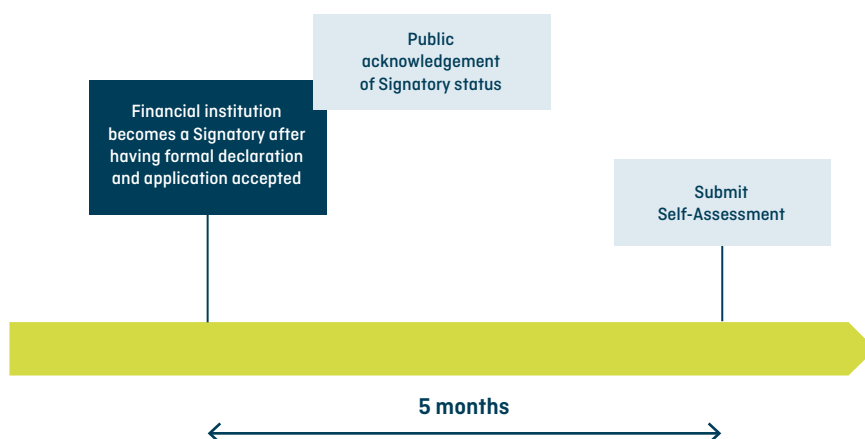 Public
acknowledgement
of Signatory status
Financial institution
becomes a Signatory after
having formal declaration
and application accepted
Submit
Self-Assessment
5 months